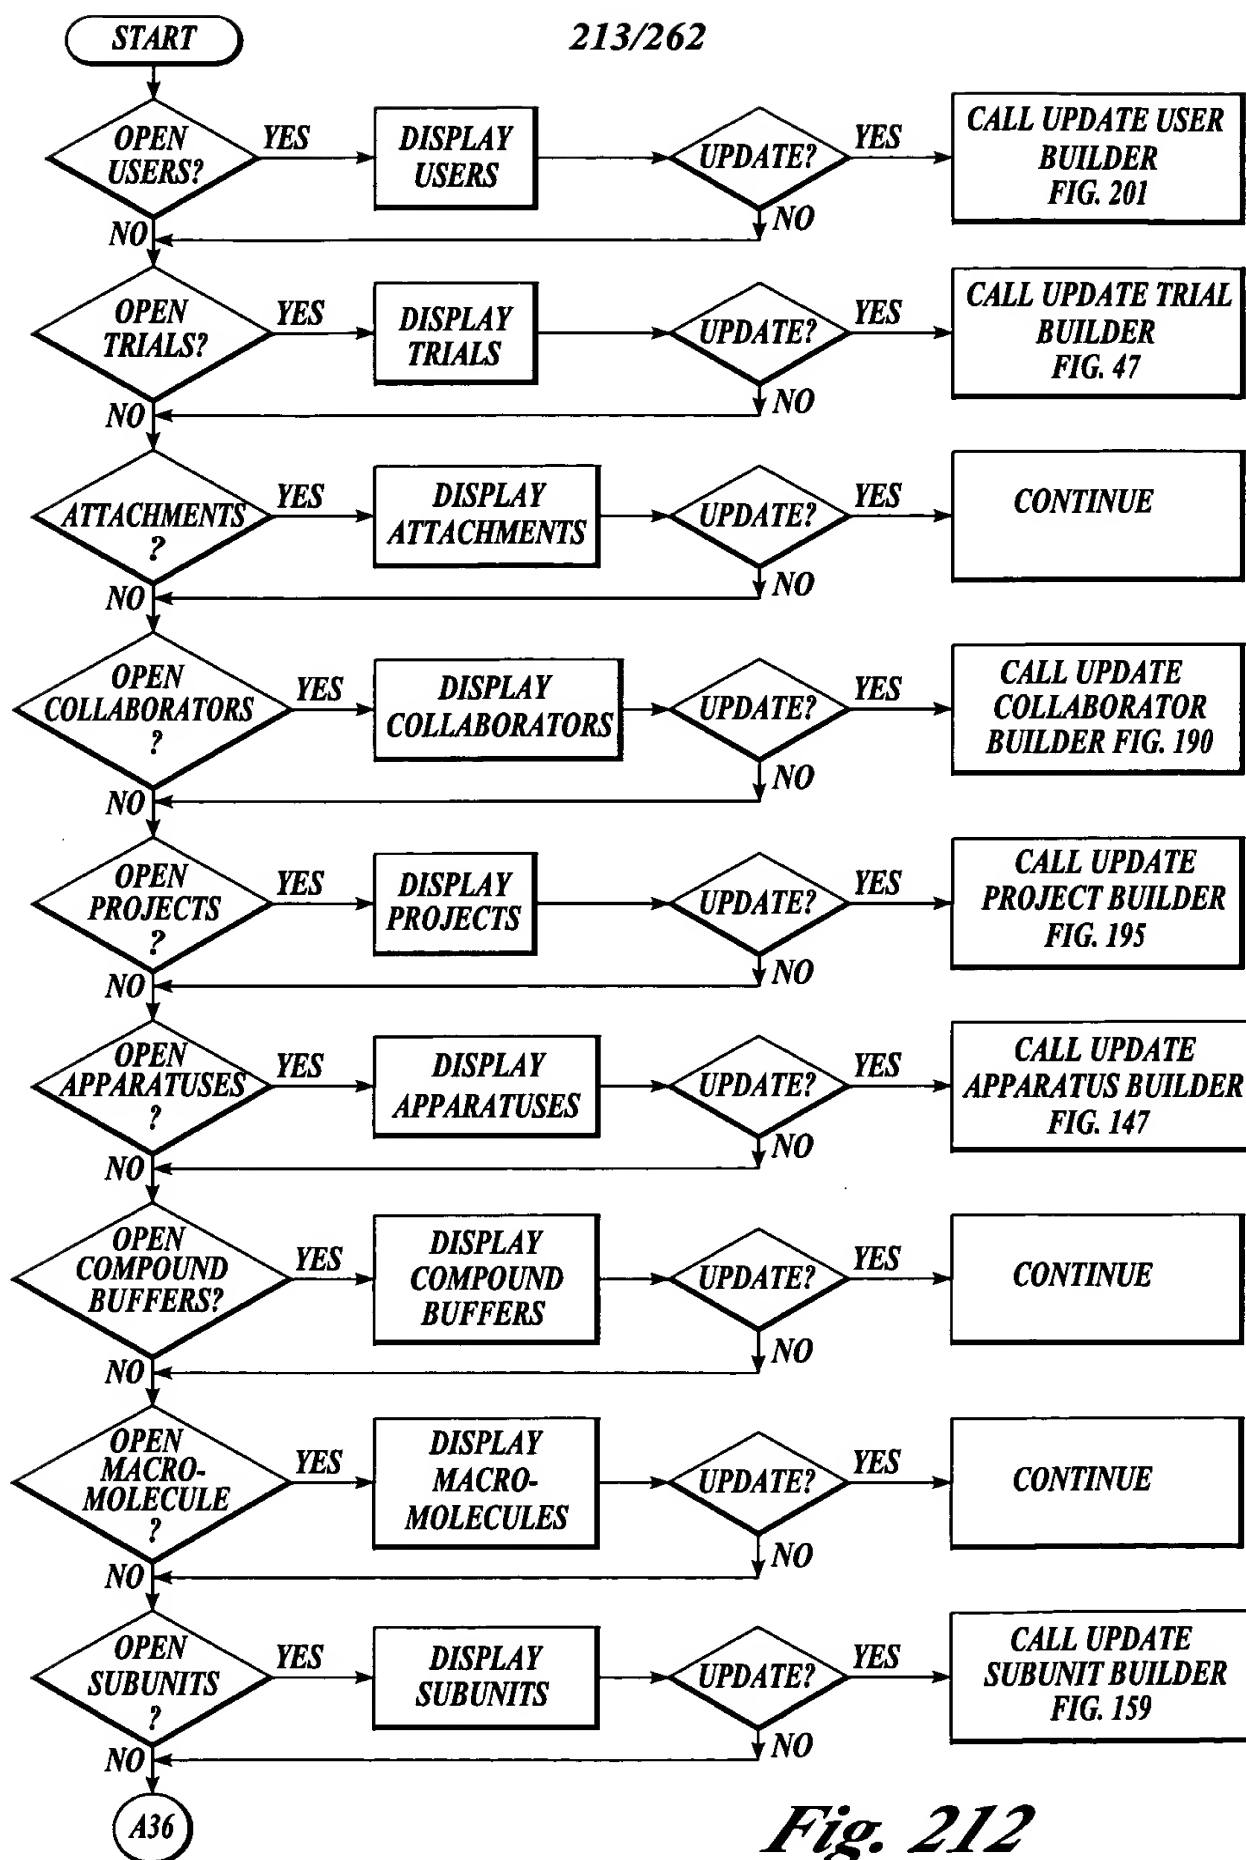 START
213/262
OPEN
USERS?
YES
DISPLAY
USERS
UPDATE?
YES
CALL UPDATE USER
BUILDER
FIG. 201
NO
NO
OPEN
TRIALS?
YES
DISPLAY
TRIALS
UPDATE?
YES
CALL UPDATE TRIAL
BUILDER
FIG. 47
NO
NO
ATTACHMENTS
?
YES
DISPLAY
ATTACHMENTS
UPDATE?
YES
CONTINUE
NO
NO
OPEN
COLLABORATORS
?
YES
DISPLAY
COLLABORATORS
UPDATE?
YES
CALL UPDATE
COLLABORATOR
BUILDER FIG. 190
NO
NO
OPEN
PROJECTS
?
YES
DISPLAY
PROJECTS
UPDATE?
YES
CALL UPDATE
PROJECT BUILDER
FIG. 195
NO
NO
OPEN
APPARATUSES
?
YES
DISPLAY
APPARATUSES
UPDATE?
YES
CALL UPDATE
APPARATUS BUILDER
FIG. 147
NO
NO
OPEN
COMPOUND
BUFFERS?
YES
DISPLAY
COMPOUND
BUFFERS
UPDATE?
YES
CONTINUE
NO
NO
OPEN
MACRO-
MOLECULE
?
YES
DISPLAY
MACRO-
MOLECULES
UPDATE?
YES
CONTINUE
NO
NO
OPEN
SUBUNITS
?
YES
DISPLAY
SUBUNITS
UPDATE?
YES
CALL UPDATE
SUBUNIT BUILDER
FIG. 159
NO
NO
A36
Fig. 212